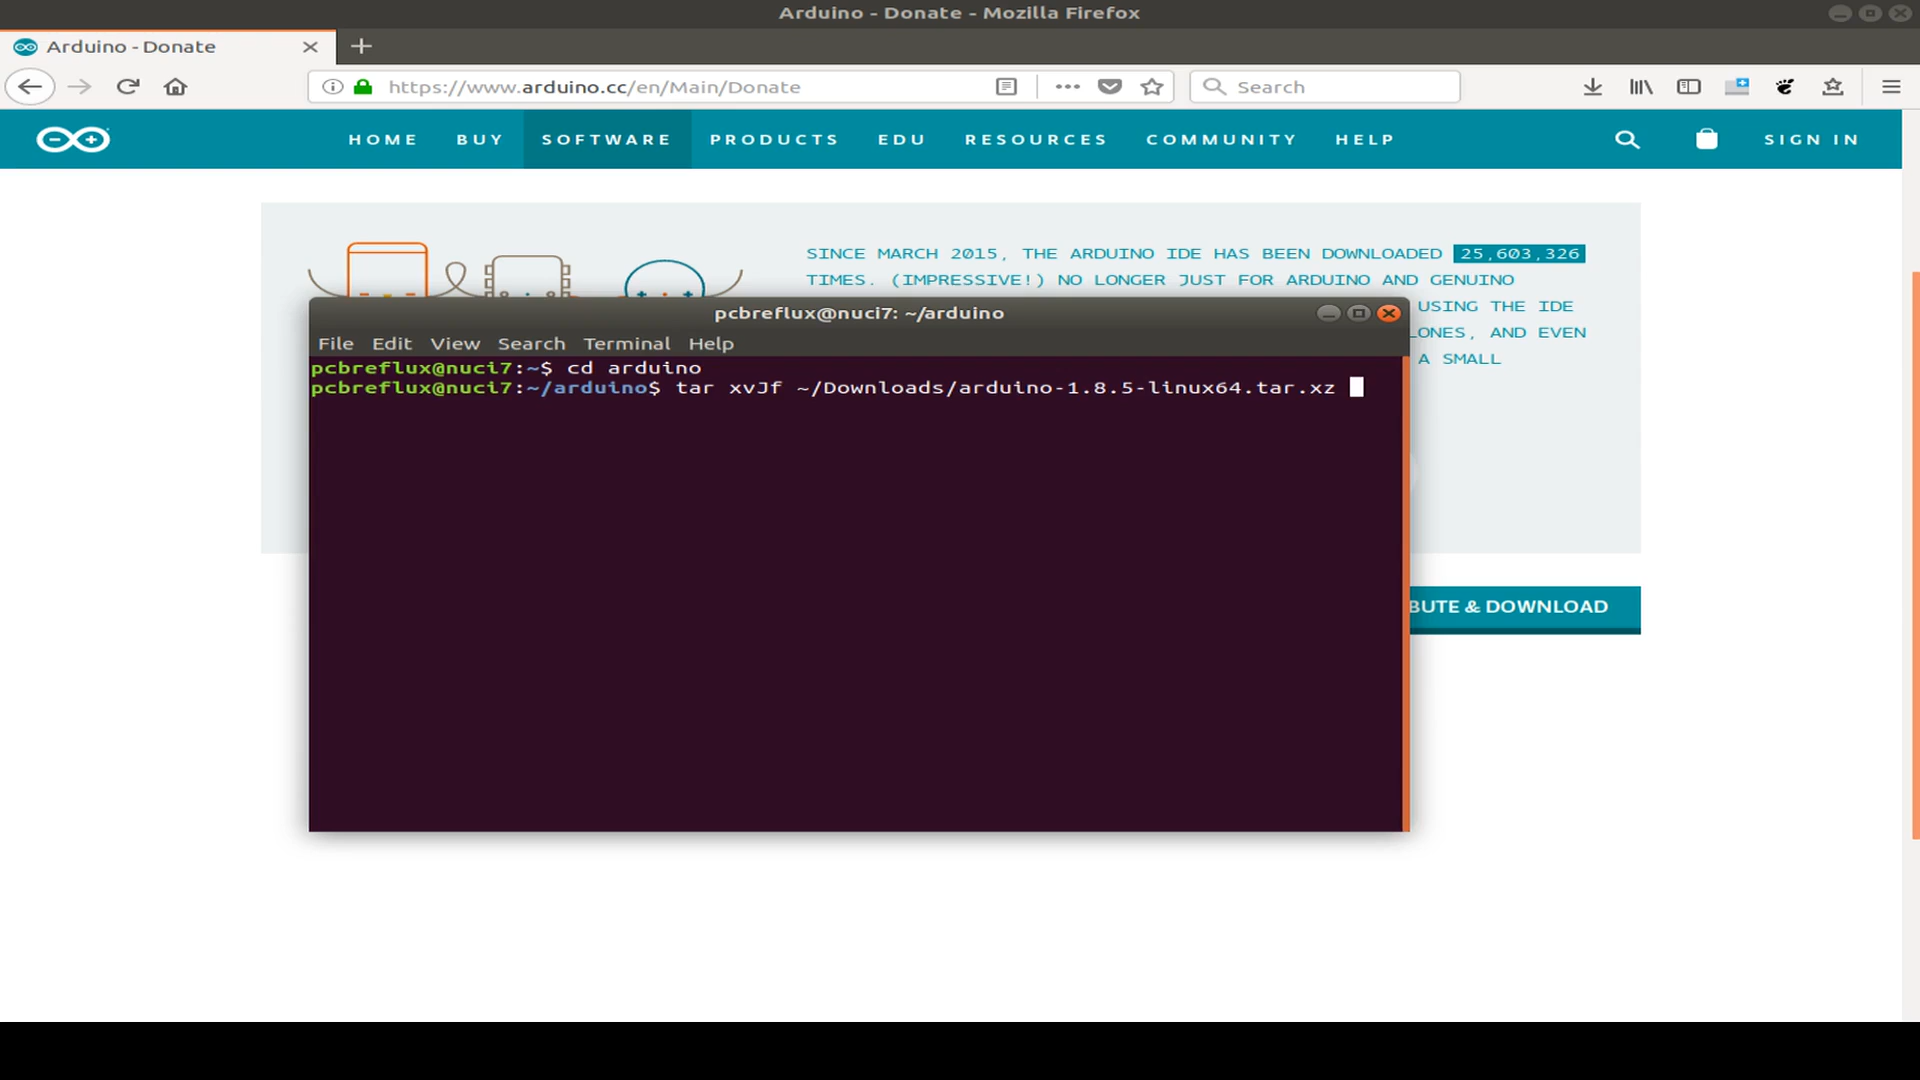 Arduino - Donate - Mozilla Firefox
Arduino - Donate
https://www.arduino.cc/en/Main/Donate
Search
HOME BUY SOFTWARE PRODUCTS EDU RESOURCES COMMUNITY HELP SIGN IN
SINCE MARCH 2015, THE ARDUINO IDE HAS BEEN DOWNLOADED 25,603,326
TIMES. (IMPRESSIVE!) NO LONGER JUST FOR ARDUINO AND GENUINO
USING THE IDE
LONES, AND EVEN
A SMALL
pcbreflux@nuci7: ~/arduino
File Edit View Search Terminal Help
pcbreflux@nuci7:~$ cd arduino
pcbreflux@nuci7:~/arduino$ tar xvJf ~/Downloads/arduino-1.8.5-linux64.tar.xz
BUTE & DOWNLOAD